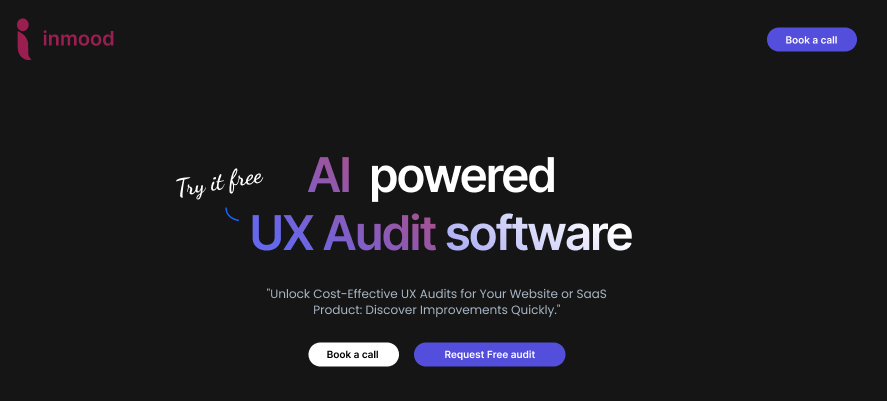 inmood
Book a call
Try it free
AI powered
UX Audit software
"Unlock Cost-Effective UX Audits for Your Website or SaaS
Product: Discover Improvements Quickly."
Book a call
Request Free audit